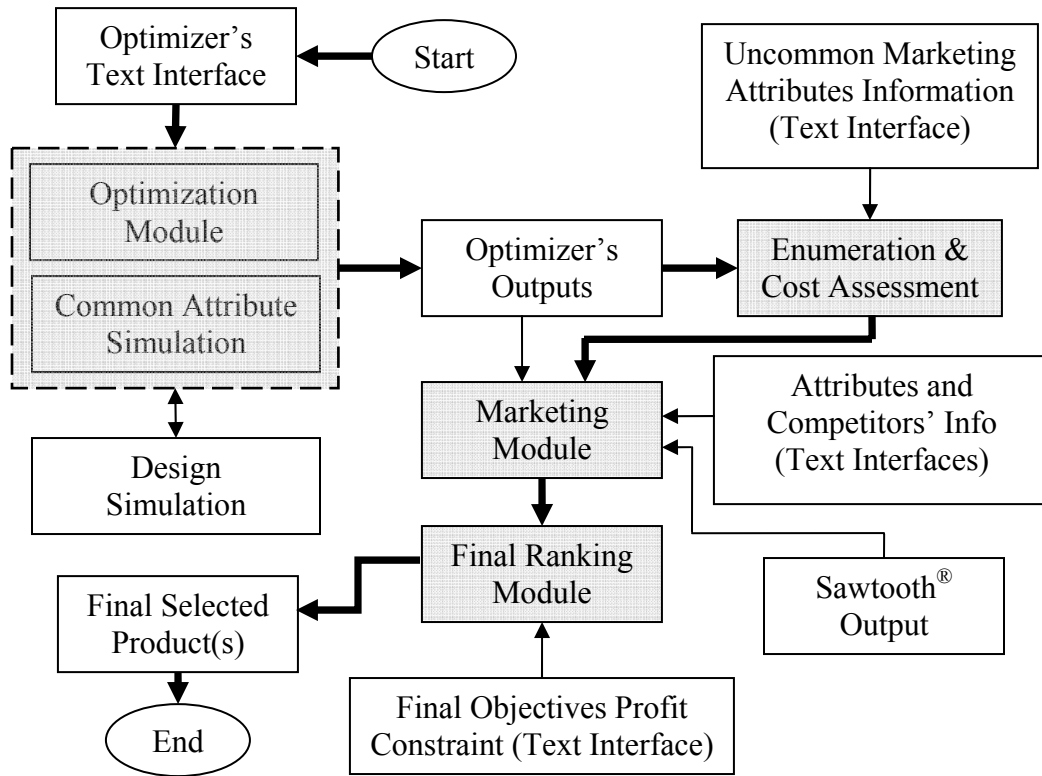 Optimizer’s
Text Interface
Start
Uncommon Marketing
Attributes Information
(Text Interface)
Optimization
Module
Common Attribute
Simulation
Optimizer’s
Outputs
Enumeration &
Cost Assessment
Design
Simulation
Marketing
Module
Attributes and
Competitors’ Info
(Text Interfaces)
Final Ranking
Module
Sawtooth®
Output
Final Selected
Product(s)
Final Objectives Profit
Constraint (Text Interface)
End